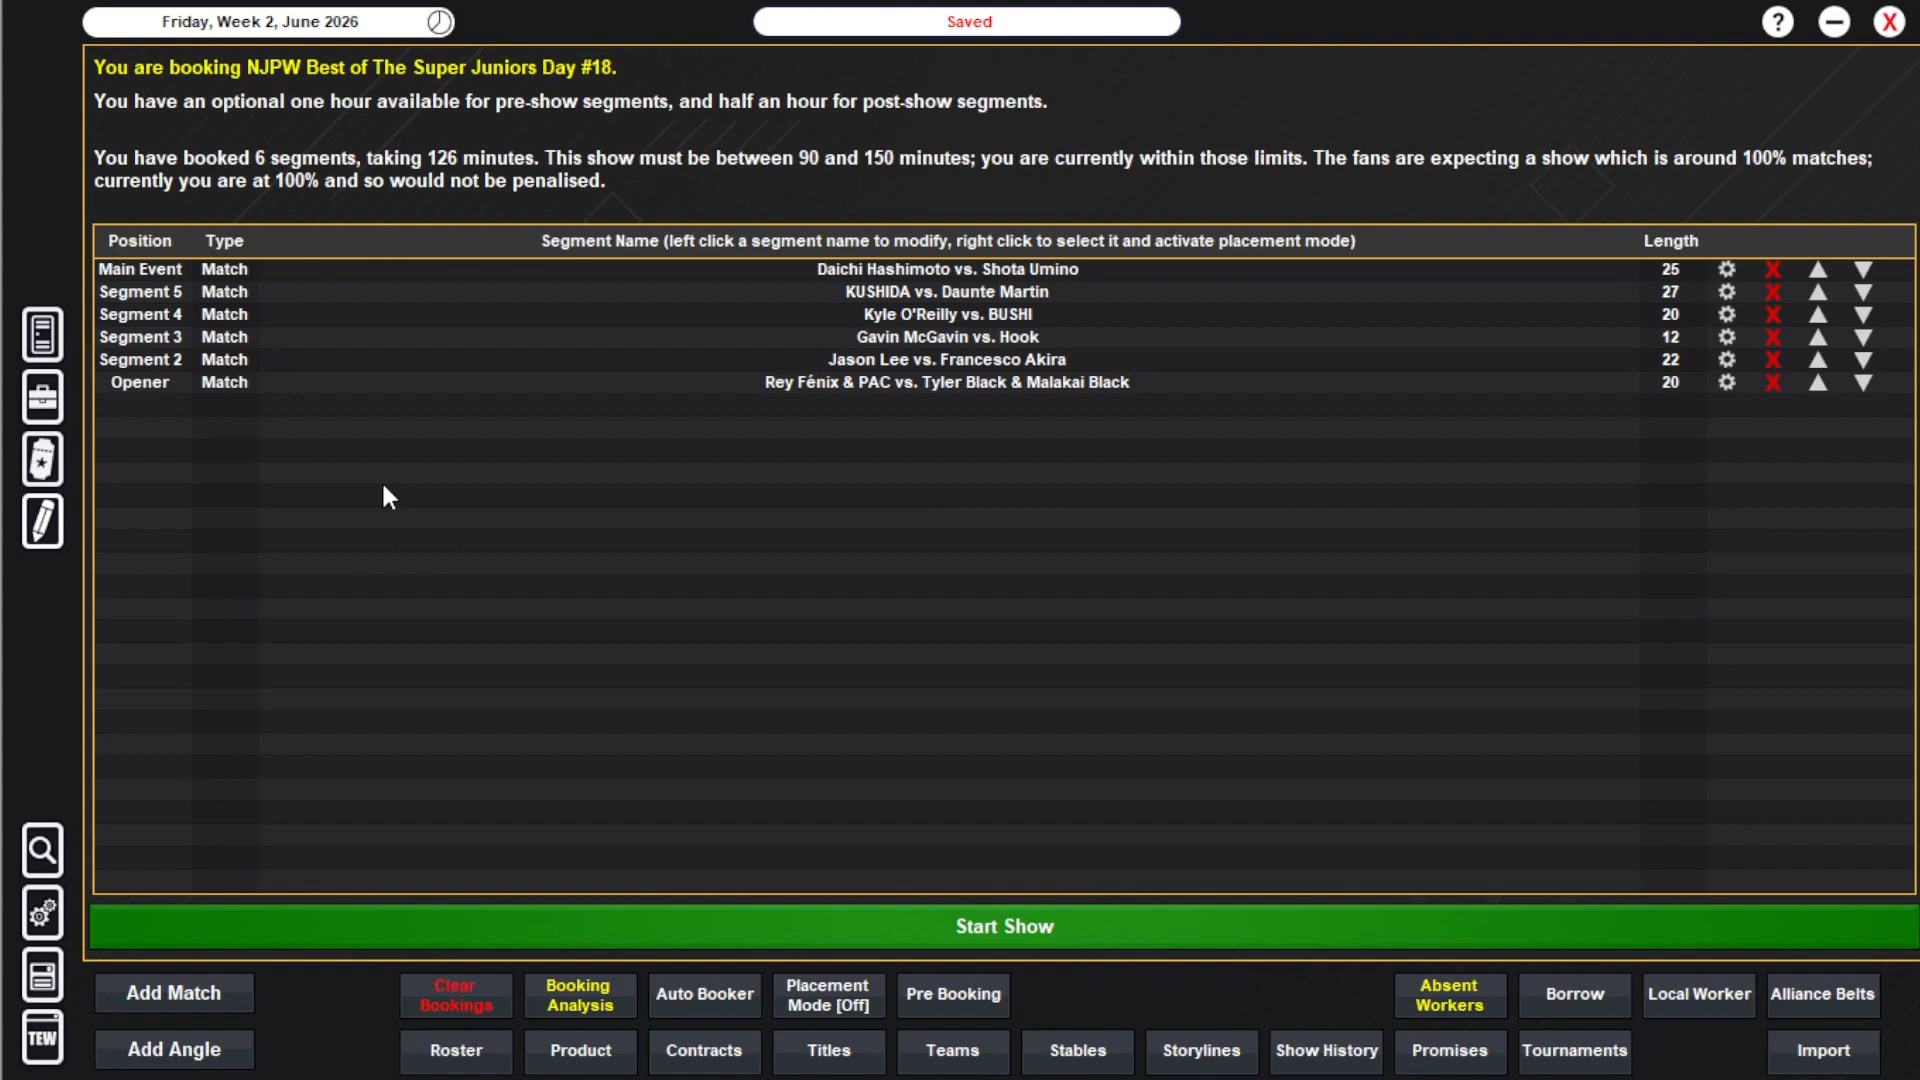 Friday, Week 2, June 2026
Saved
?
X
You are booking NJPW Best of The Super Juniors Day #18.
You have an optional one hour available for pre-show segments, and half an hour for post-show segments.
You have booked 6 segments, taking 126 minutes. This show must be between 90 and 150 minutes; you are currently within those limits. The fans are expecting a show which is around 100% matches;
currently you are at 100% and so would not be penalised.
Position Type Segment Name (left click a segment name to modify, right click to select it and activate placement mode) Length
Main Event Match Daichi Hashimoto vs. Shota Umino 25 X
Segment 5 Match KUSHIDA vs. Daunte Martin 27 X
Segment 4 Match Kyle O'Reilly vs. BUSHI 20 X
Segment 3 Match Gavin McGavin vs. Hook 12 X
Segment 2 Match Jason Lee vs. Francesco Akira 22 X
Opener Match Rey Fénix & PAC vs. Tyler Black & Malakai Black 20 X
Start Show
Add Match
Clear Bookings
Booking Analysis
Auto Booker
Placement Mode [Off]
Pre Booking
Absent Workers
Borrow
Local Worker
Alliance Belts
TEW
Add Angle
Roster
Product
Contracts
Titles
Teams
Stables
Storylines
Show History
Promises
Tournaments
Import